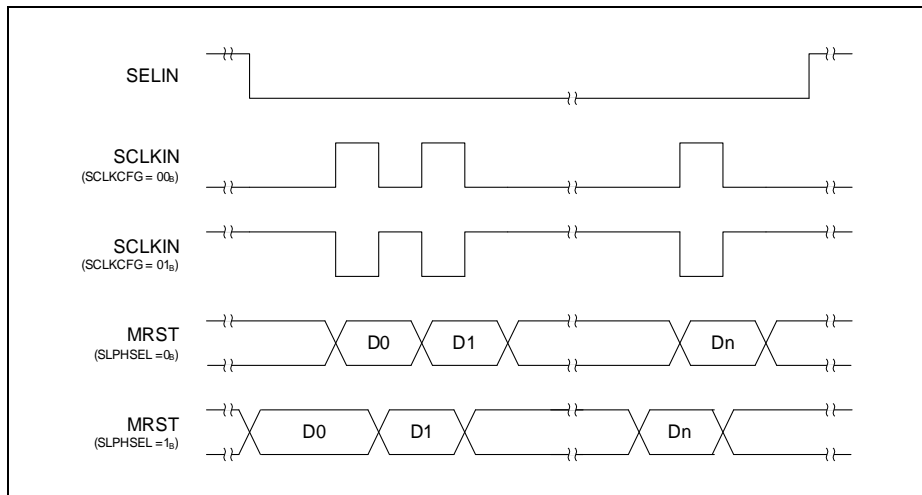 SELIN
SCLKIN
(SCLKCFG = 00B)
SCLKIN
(SCLKCFG = 01B)
MRST
(SLPHSEL =0B)
D0 D1 Dn
MRST
(SLPHSEL =1B)
D0 D1 Dn